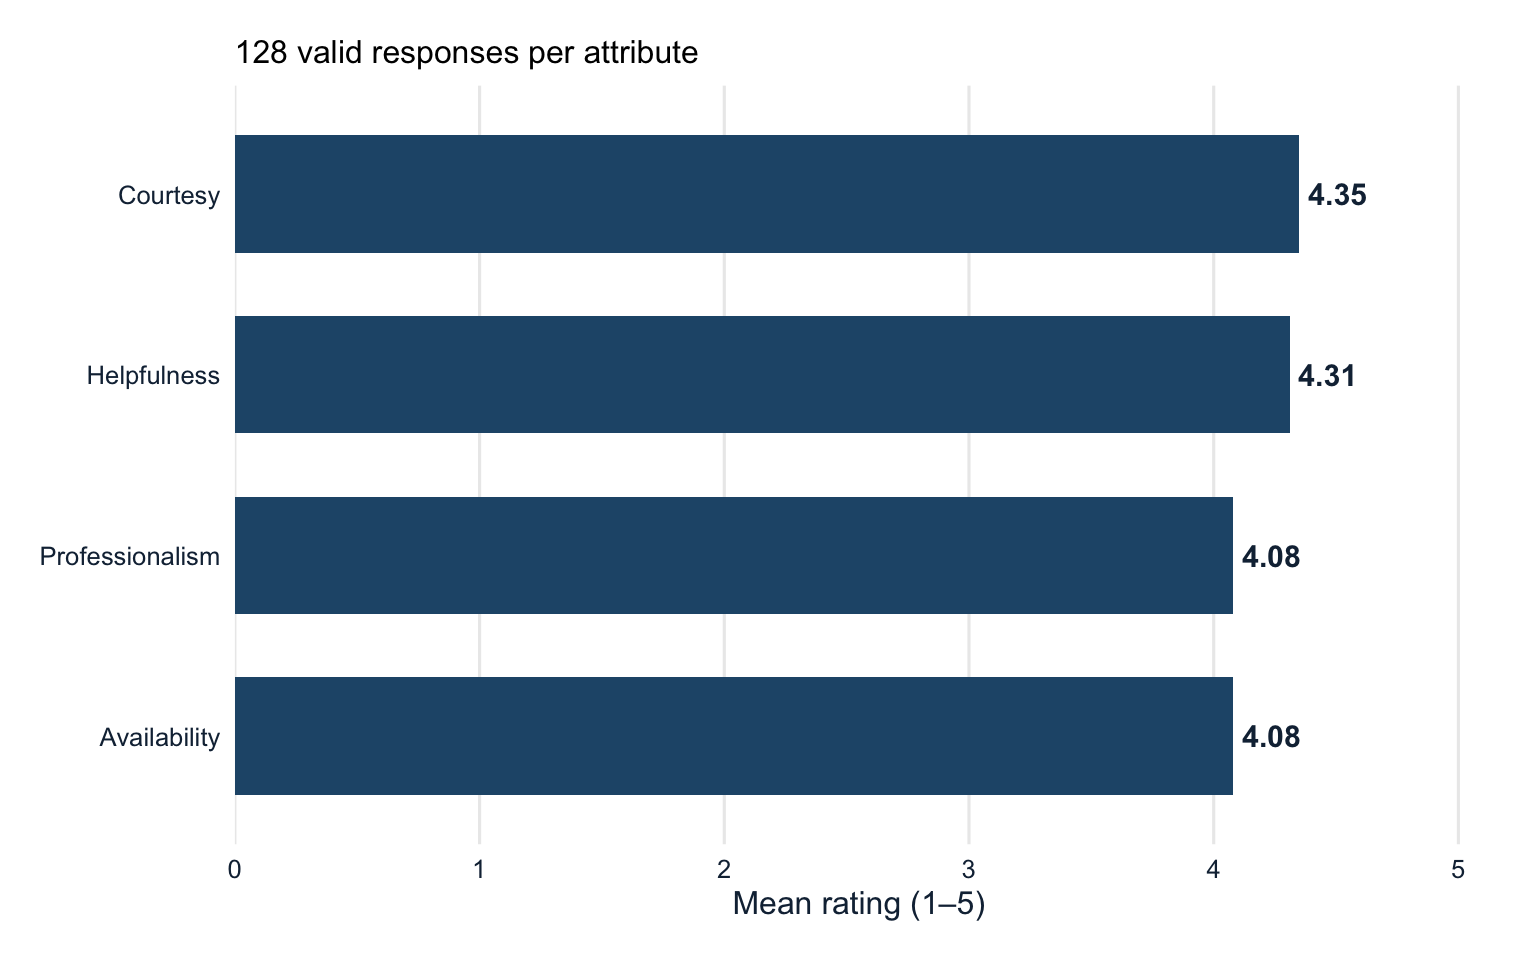 128 valid responses per attribute
Courtesy 4.35
Helpfulness 4.31
Professionalism 4.08
Availability 4.08
0 1 2 3 4 5
Mean rating (1–5)